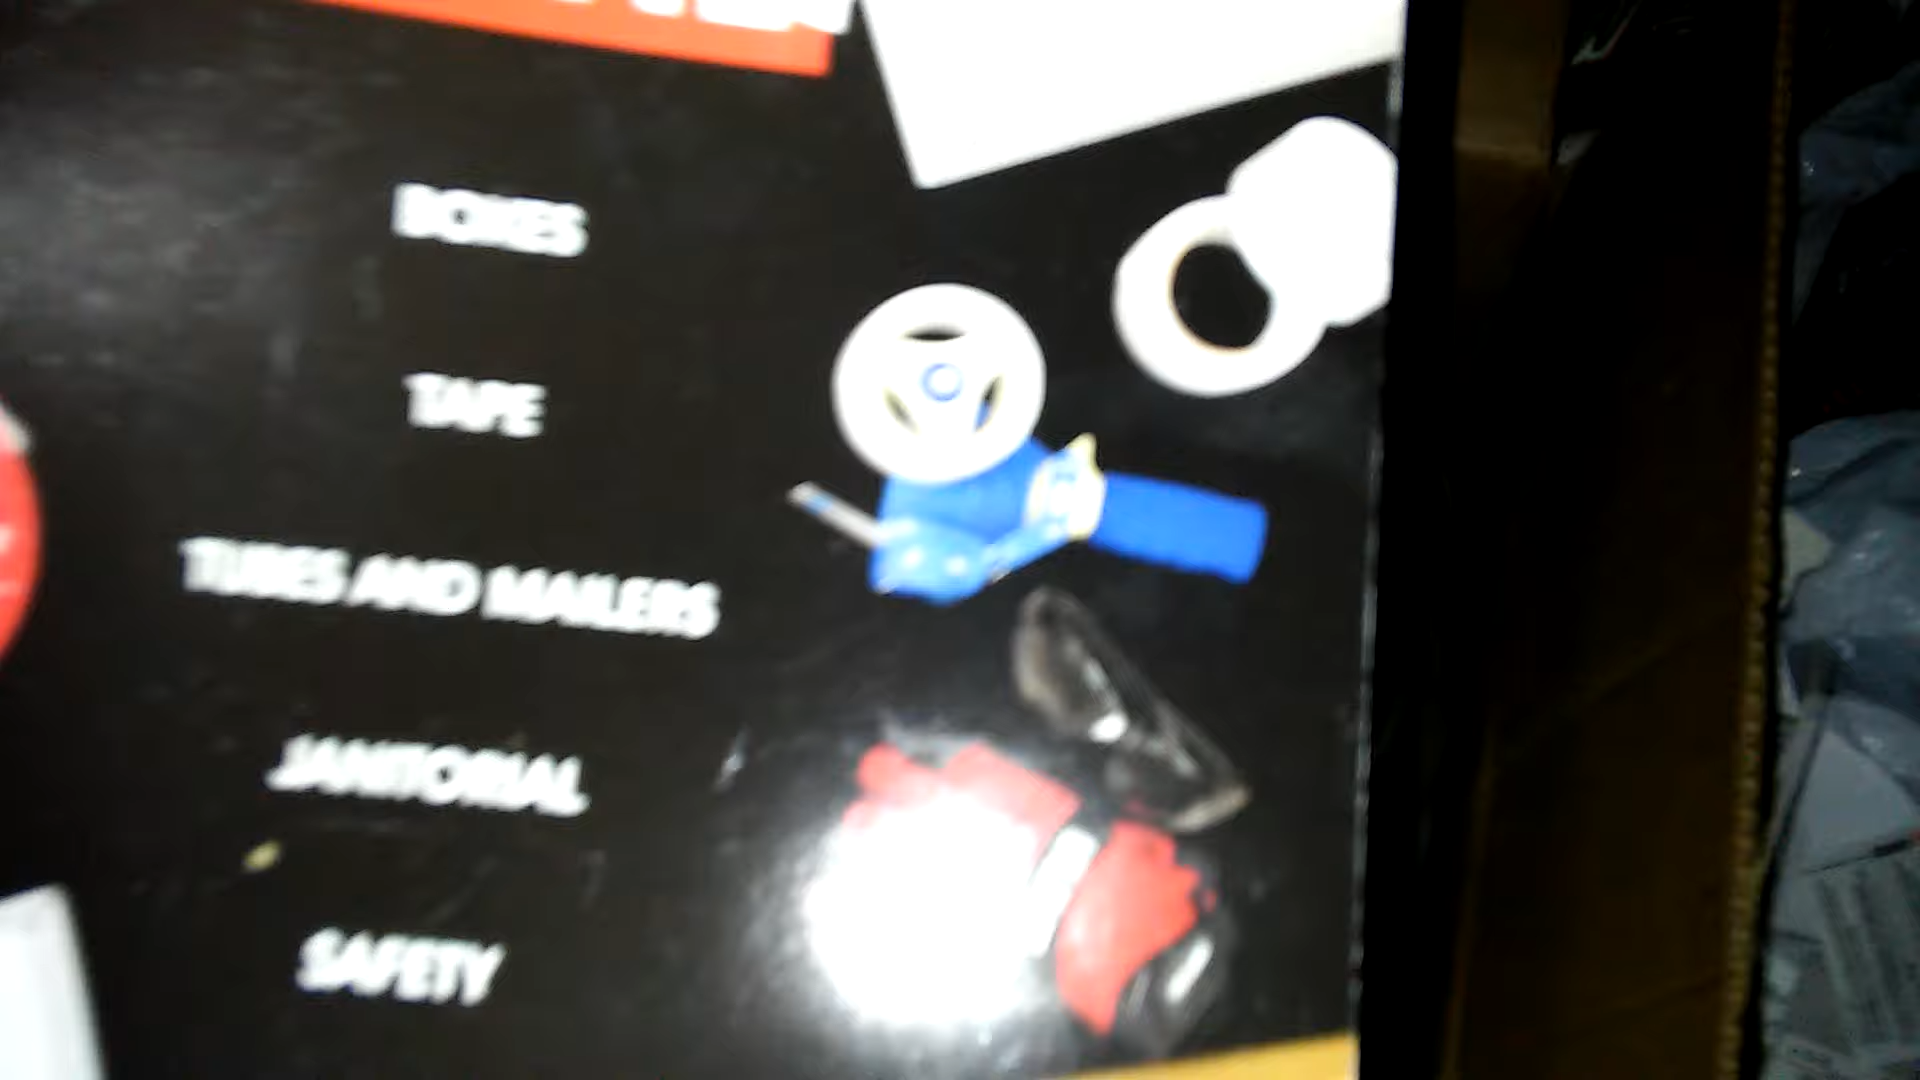 BOXES
TAPE
TUBES AND MAILERS
JANITORIAL
SAFETY